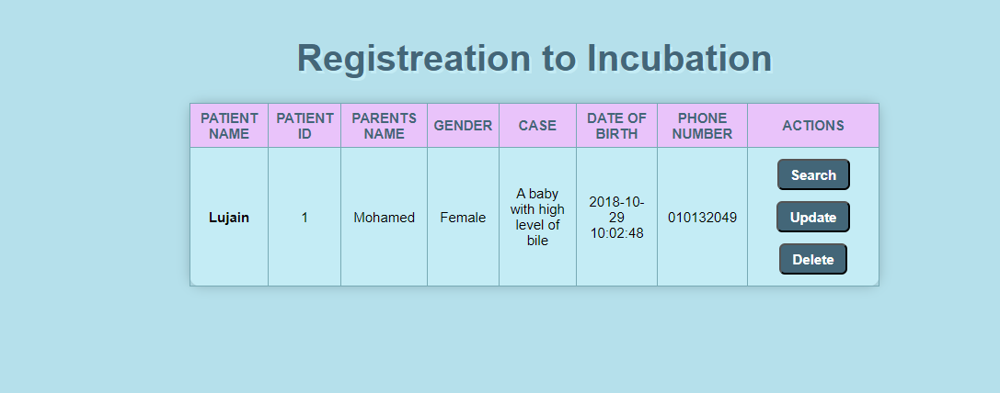 Registreation to Incubation
PATIENT NAME PATIENT ID PARENTS NAME GENDER CASE DATE OF BIRTH PHONE NUMBER ACTIONS
Lujain 1 Mohamed Female A baby with high level of bile 2018-10-29 10:02:48 010132049
Search
Update
Delete